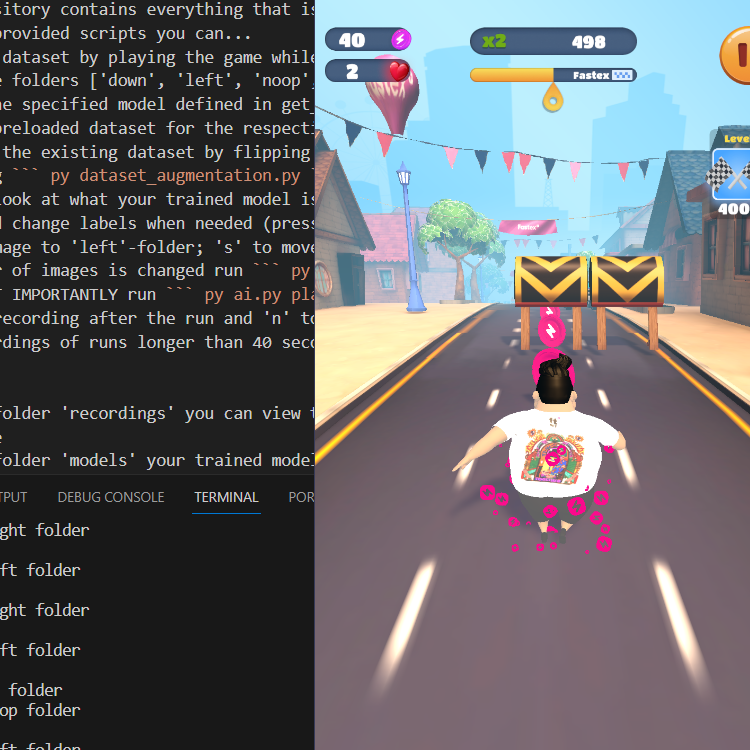 sitory contains everything that is
provided scripts you can...
dataset by playing the game while
e folders ['down', 'left', 'noop'
he specified model defined in get_
preloaded dataset for the respecti
the existing dataset by flipping
g ``` py dataset_augmentation.py
look at what your trained model is
d change labels when needed (press
mage to 'left'-folder; 's' to move
r of images is changed run ``` py
T IMPORTANTLY run ``` py ai.py pla
recording after the run and 'n' to
rdings of runs longer than 40 seco
folder 'recordings' you can view t
e
folder 'models' your trained model
TPUT DEBUG CONSOLE TERMINAL POR
ght folder
ft folder
ght folder
ft folder
folder
op folder
ft folder
40
2
x2 498
Fastex
Leve
400
Fastex